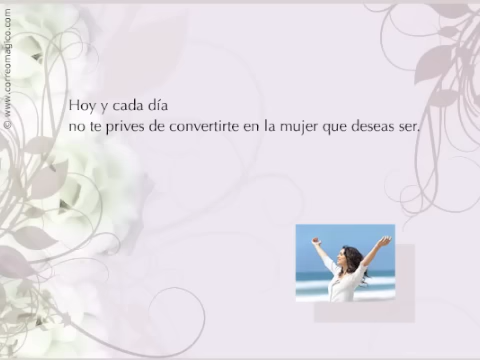 Hoy y cada día
no te prives de convertirte en la mujer que deseas ser.
© www.correomagico.com